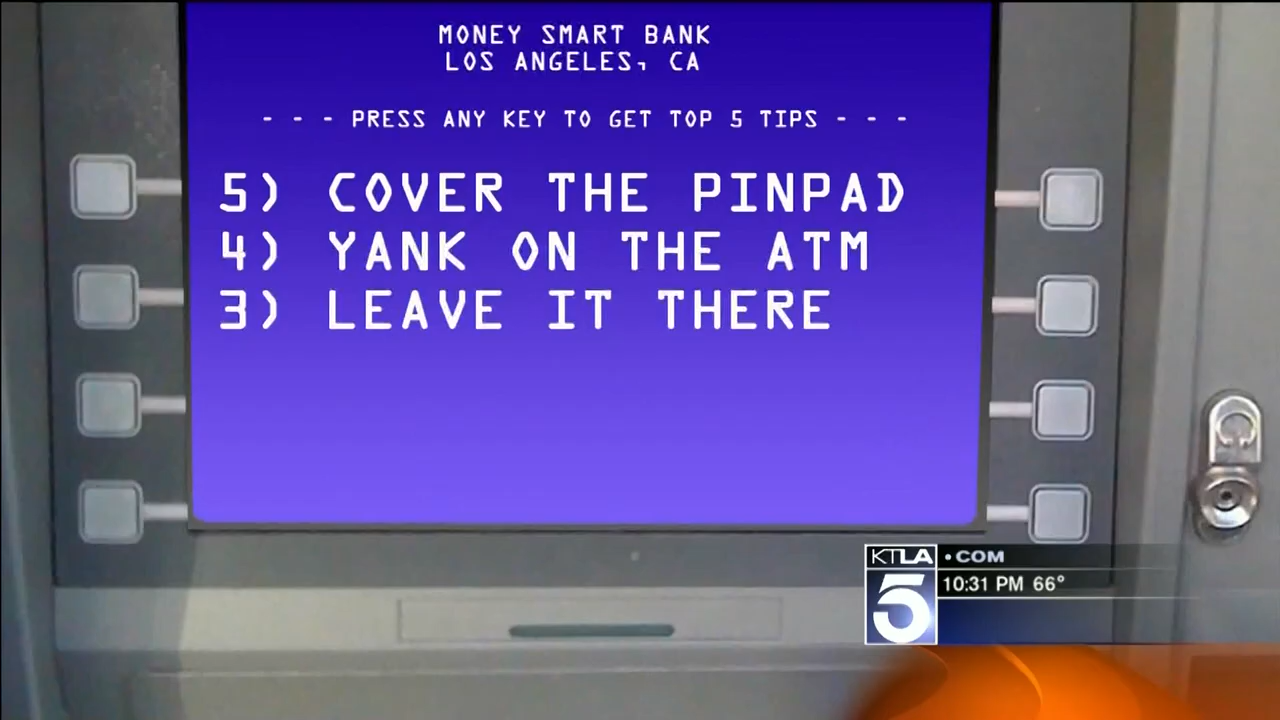 MONEY SMART BANK
LOS ANGELES, CA
- - - PRESS ANY KEY TO GET TOP 5 TIPS - - -
5) COVER THE PINPAD
4) YANK ON THE ATM
3) LEAVE IT THERE
KTLA •COM
5 10:31 PM 66°